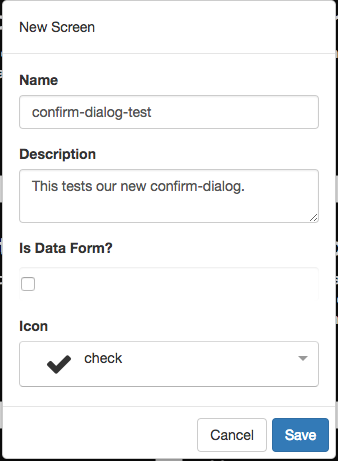 New Screen
Name
confirm-dialog-test
Description
This tests our new confirm-dialog.
Is Data Form?
Icon
check
Cancel Save